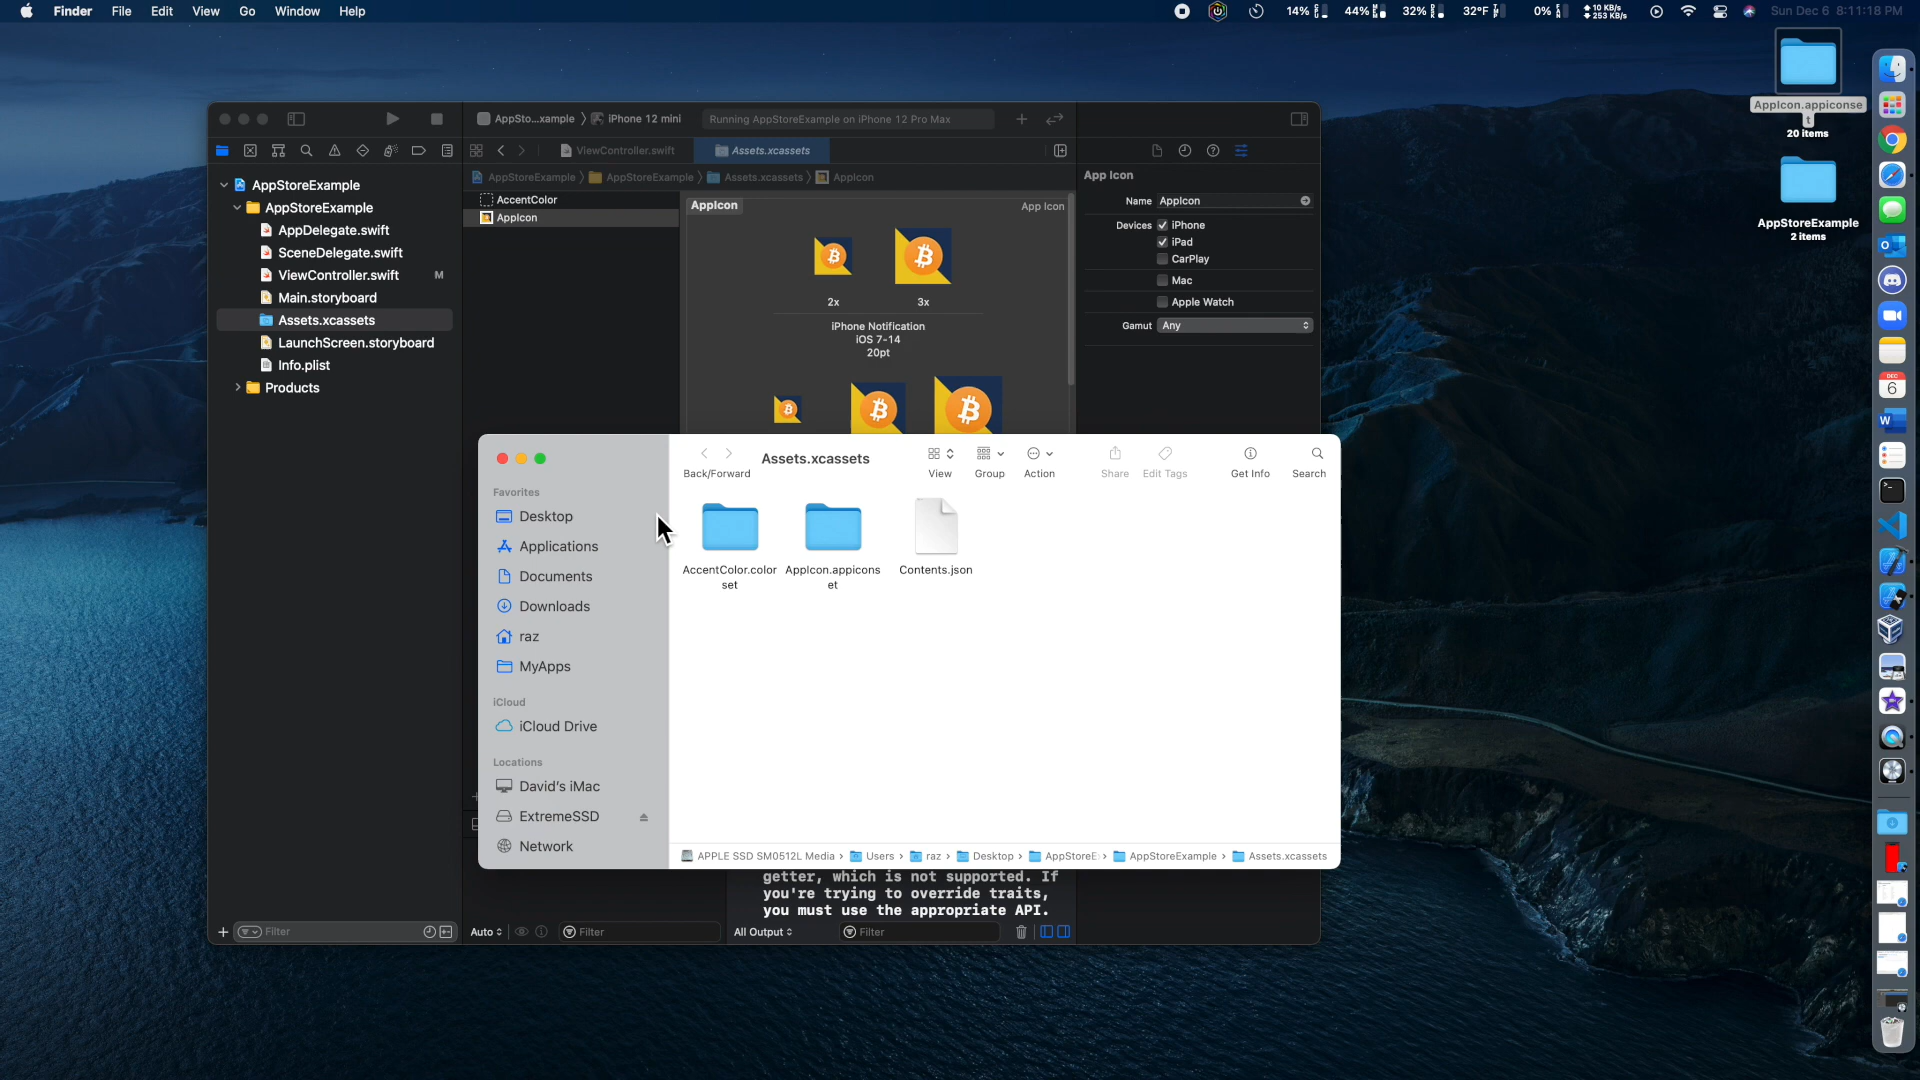 Finder File Edit View Go Window Help
14% 44% 32% 32°F 0% 10 KB/s 253 KB/s Sun Dec 6 8:11:18 PM
AppIcon.appiconse
t
20 items
AppStoreExample
2 items
AppSto...xample iPhone 12 mini
Running AppStoreExample on iPhone 12 Pro Max
ViewController.swift
Assets.xcassets
AppStoreExample
AppStoreExample
AppDelegate.swift
SceneDelegate.swift
ViewController.swift M
Main.storyboard
Assets.xcassets
LaunchScreen.storyboard
Info.plist
Products
Filter
AppStoreExample AppStoreExample Assets.xcassets AppIcon
AccentColor
AppIcon
AppIcon App Icon
2x 3x
iPhone Notification
iOS 7-14
20pt
App Icon
Name AppIcon
Devices iPhone
iPad
CarPlay
Mac
Apple Watch
Gamut Any
Favorites
Desktop
Applications
Documents
Downloads
raz
MyApps
iCloud
iCloud Drive
Locations
David's iMac
ExtremeSSD
Network
Back/Forward
Assets.xcassets
View Group Action Share Edit Tags Get Info Search
AccentColor.color
set
AppIcon.appicons
et
Contents.json
APPLE SSD SM0512L Media Users raz Desktop AppStoreE AppStoreExample Assets.xcassets
getter, which is not supported. If
you're trying to override traits,
you must use the appropriate API.
Auto Filter All Output Filter
DEC
6